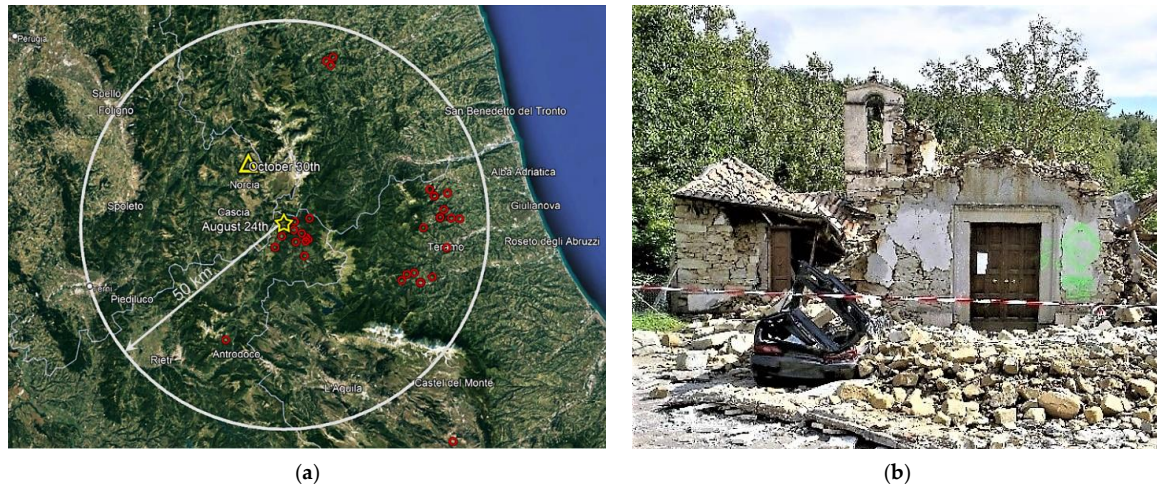 Perugia
Spello
Foligno
San Benedetto del Tronto
October 30th
Norcia
Alba Adriatica
Spoleto
Cascia
Giulianova
August 24th
Teramo
Roseto degli Abruzzi
50 km
Piediluco
Rieti
Antrodoco
L'Aquila
Castel del Monte
(a)
(b)